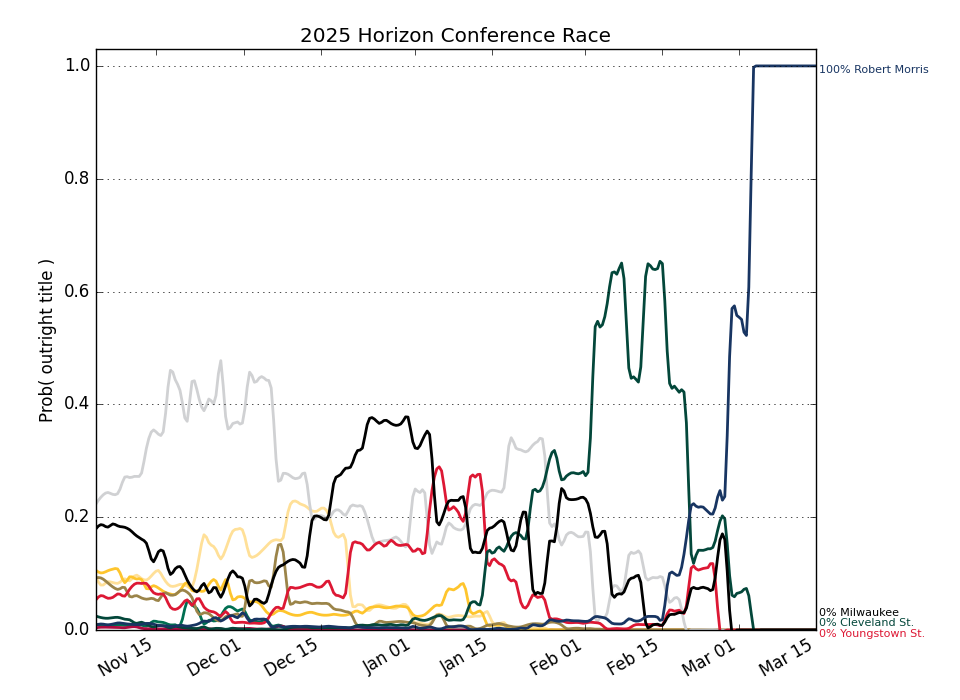 2025 Horizon Conference Race
Prob( outright title )
1.0
0.8
0.6
0.4
0.2
0.0
Nov 15
Dec 01
Dec 15
Jan 01
Jan 15
Feb 01
Feb 15
Mar 01
Mar 15
100% Robert Morris
0% Milwaukee
0% Cleveland St.
0% Youngstown St.